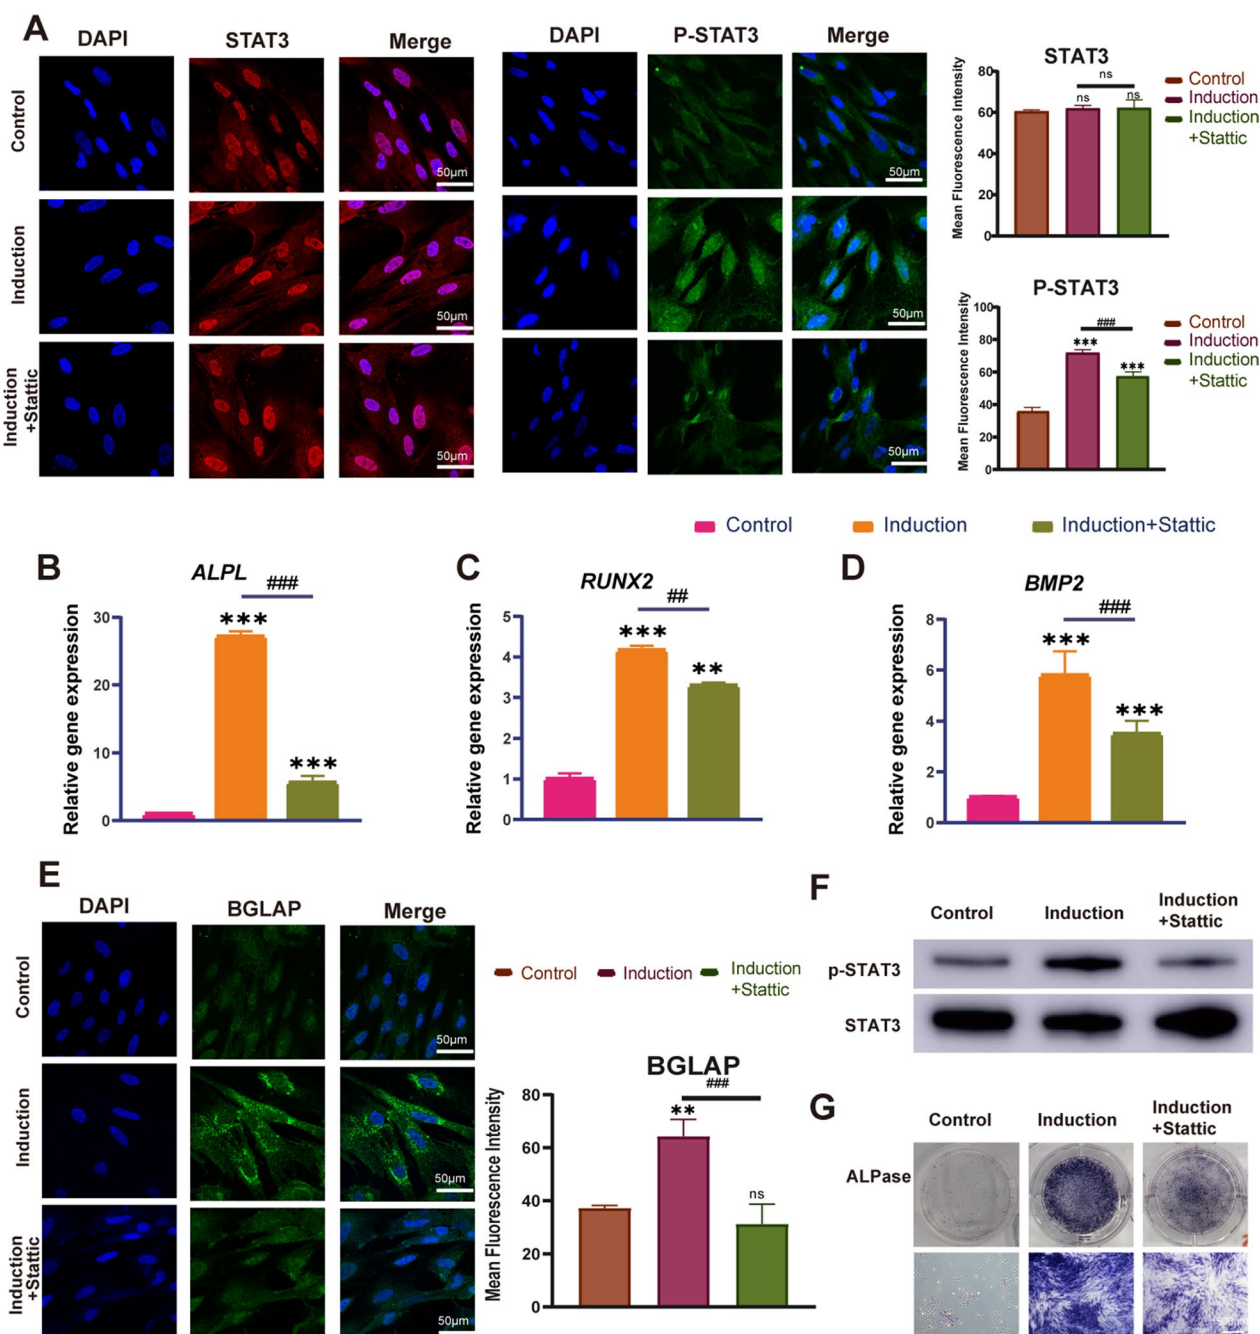 A
DAPI STAT3 Merge
DAPI P-STAT3 Merge
Control
Induction
Induction
+Stattic
50μm
50μm
50μm
50μm
50μm
50μm
STAT3
Mean Fluorescence Intensity
80
60
40
20
0
ns
ns
ns
Control
Induction
Induction
+Stattic
P-STAT3
Mean Fluorescence Intensity
100
80
60
40
20
0
###
***
***
Control
Induction
Induction
+Stattic
Control Induction Induction+Stattic
B
ALPL
Relative gene expression
30
20
10
0
###
***
***
C
RUNX2
Relative gene expression
5
4
3
2
1
0
##
***
**
D
BMP2
Relative gene expression
8
6
4
2
0
###
***
***
E
DAPI BGLAP Merge
Control
Induction
Induction
+Stattic
50μm
50μm
50μm
Control Induction Induction
+Stattic
BGLAP
Mean Fluorescence Intensity
80
60
40
20
0
###
**
ns
F
Control Induction Induction
+Stattic
p-STAT3
STAT3
G
Control Induction Induction
+Stattic
ALPase
500μm